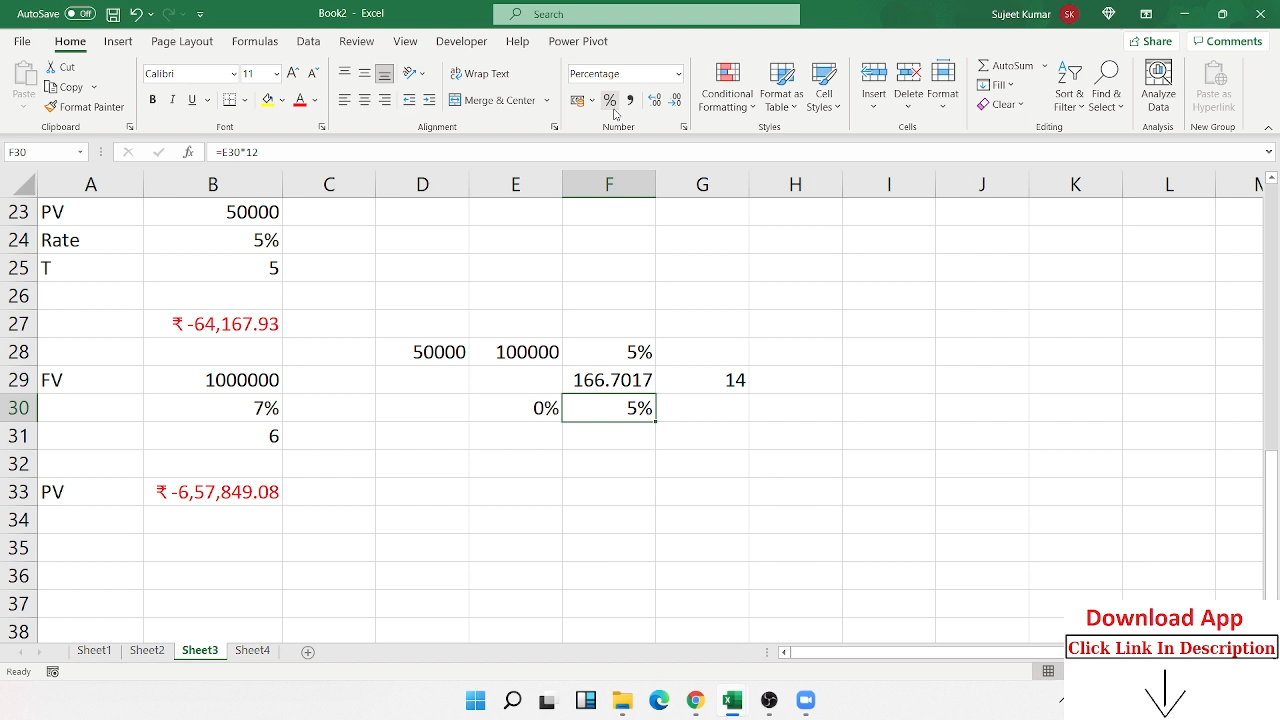 AutoSave Off Book2 - Excel Search Sujeet Kumar SK
File Home Insert Page Layout Formulas Data Review View Developer Help Power Pivot Share Comments
Paste Cut Copy Format Painter Clipboard
Calibri 11 B I U A Font
Wrap Text Merge & Center Alignment
Percentage % Number
Conditional Formatting Format as Table Cell Styles Styles
Insert Delete Format Cells
AutoSum Fill Clear Sort & Filter Find & Select Editing
Analyze Data Analysis
Paste as Hyperlink New Group
F30 fx =E30*12
A B C D E F G H I J K L
23 PV 50000
24 Rate 5%
25 T 5
26
27 ₹ -64,167.93
28 50000 100000 5%
29 FV 1000000 166.7017 14
30 7% 0% 5%
31 6
32
33 PV ₹ -6,57,849.08
34
35
36
37
38
Download App
Click Link In Description
Sheet1 Sheet2 Sheet3 Sheet4
Ready